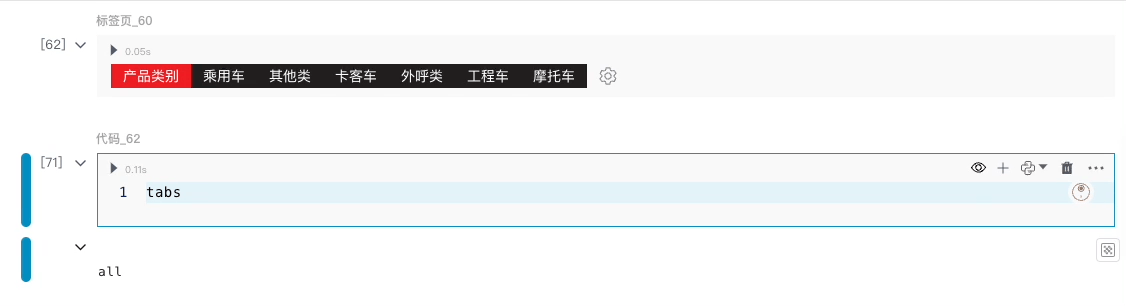 标签页_60
[62]
0.05s
产品类别 乘用车 其他类 卡客车 外呼类 工程车 摩托车
代码_62
[71]
0.11s
1 tabs
all